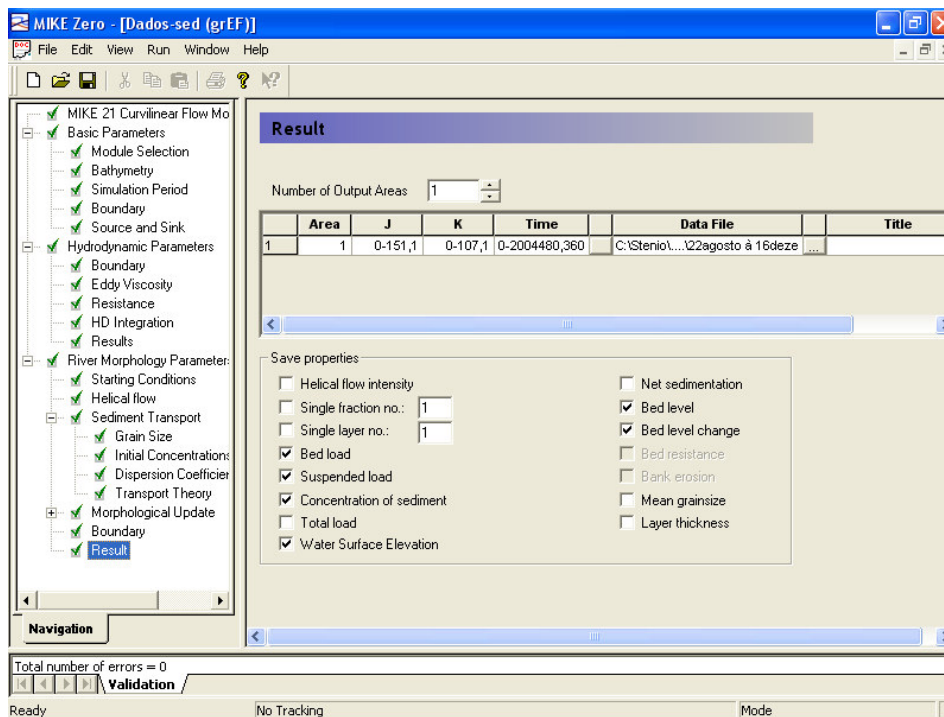 MIKE Zero - [Dados-sed (grEF)]
File Edit View Run Window Help
MIKE 21 Curvilinear Flow Mo
Basic Parameters
Module Selection
Bathymetry
Simulation Period
Boundary
Source and Sink
Hydrodynamic Parameters
Boundary
Eddy Viscosity
Resistance
HD Integration
Results
River Morphology Parameter
Starting Conditions
Helical flow
Sediment Transport
Grain Size
Initial Concentrations
Dispersion Coefficier
Transport Theory
Morphological Update
Boundary
Result
Navigation
Result
Number of Output Areas 1
Area J K Time Data File Title
1 1 0-151,1 0-107,1 0-2004480,360 C:\Stenio\....\22agosto à 16deze ...
Save properties
Helical flow intensity
Single fraction no.: 1
Single layer no.: 1
Bed load
Suspended load
Concentration of sediment
Total load
Water Surface Elevation
Net sedimentation
Bed level
Bed level change
Bed resistance
Bank erosion
Mean grainsize
Layer thickness
Total number of errors = 0
Validation
Ready No Tracking Mode